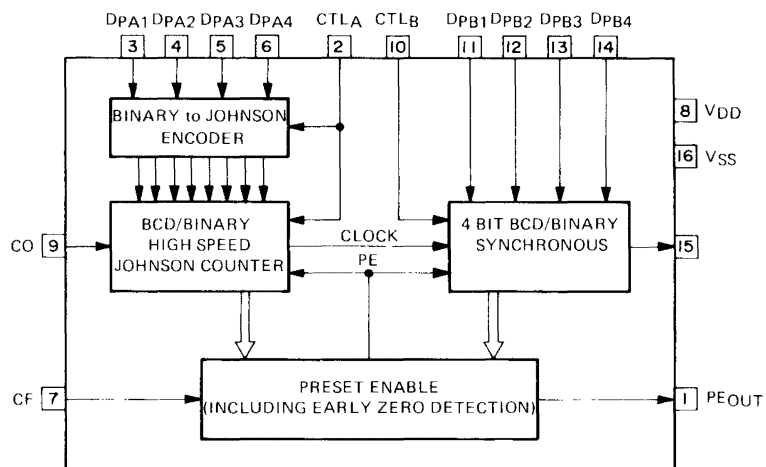 DPA1 DPA2 DPA3 DPA4 CTLA CTLB DPB1 DPB2 DPB3 DPB4
3 4 5 6 2 10 11 12 13 14
BINARY to JOHNSON
ENCODER
8 VDD
16 VSS
BCD/BINARY
HIGH SPEED
JOHNSON COUNTER
CLOCK
PE
4 BIT BCD/BINARY
SYNCHRONOUS
CO 9
15
PRESET ENABLE
(INCLUDING EARLY ZERO DETECTION)
CF 7
1 PEOUT